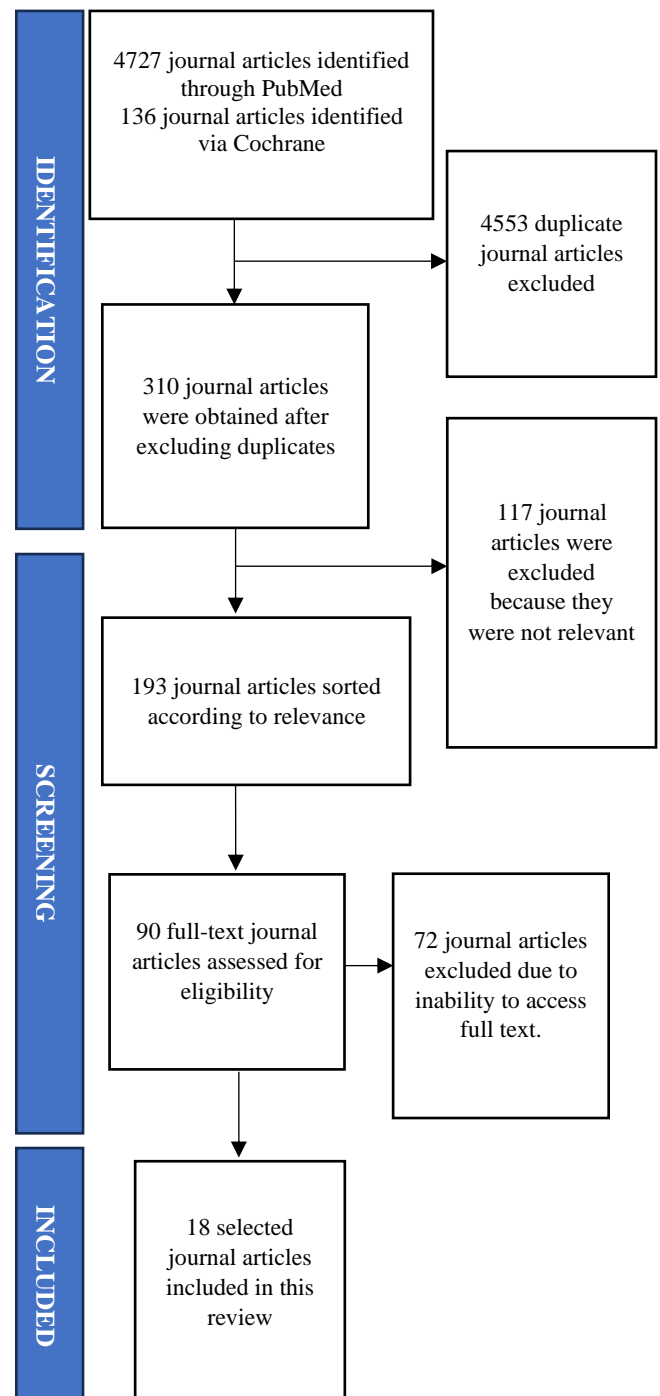 IDENTIFICATION
4727 journal articles identified
through PubMed
136 journal articles identified
via Cochrane
4553 duplicate
journal articles
excluded
310 journal articles
were obtained after
excluding duplicates
117 journal
articles were
excluded
because they
were not relevant
SCREENING
193 journal articles sorted
according to relevance
90 full-text journal
articles assessed for
eligibility
72 journal articles
excluded due to
inability to access
full text.
INCLUDED
18 selected
journal articles
included in this
review